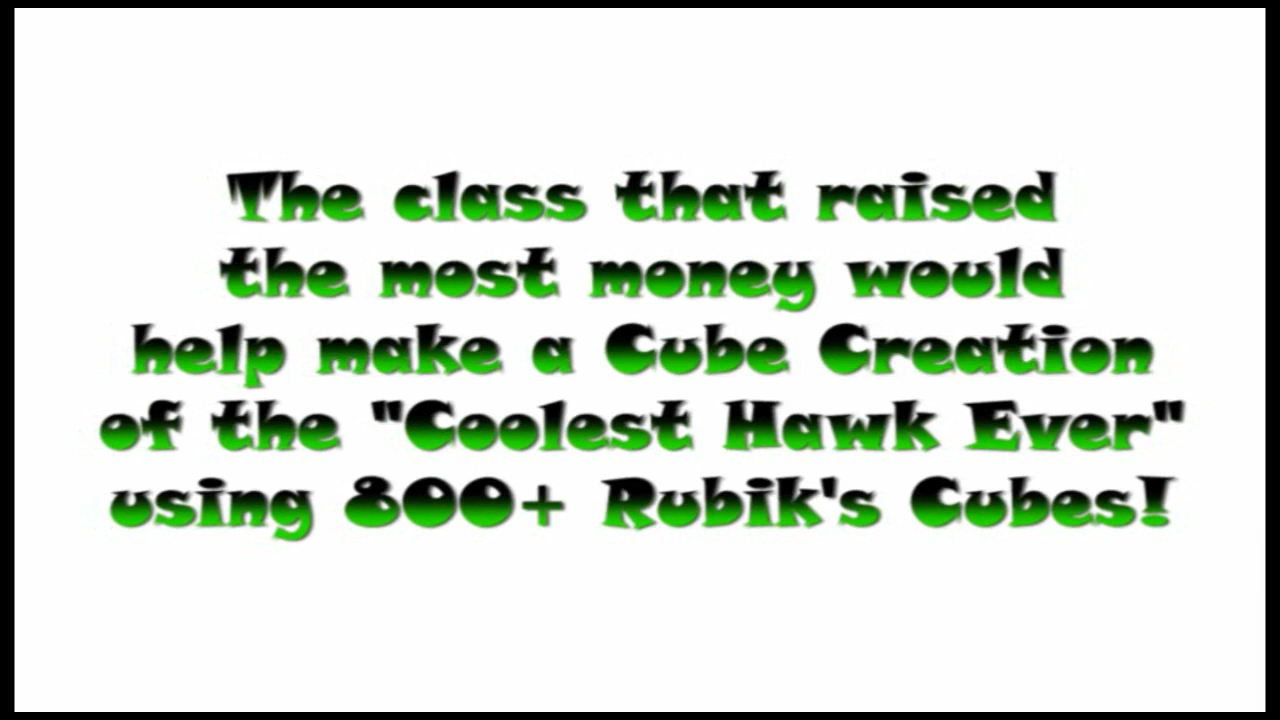 The class that raised
the most money would
help make a Cube Creation
of the "Coolest Hawk Ever"
using 800+ Rubik's Cubes!